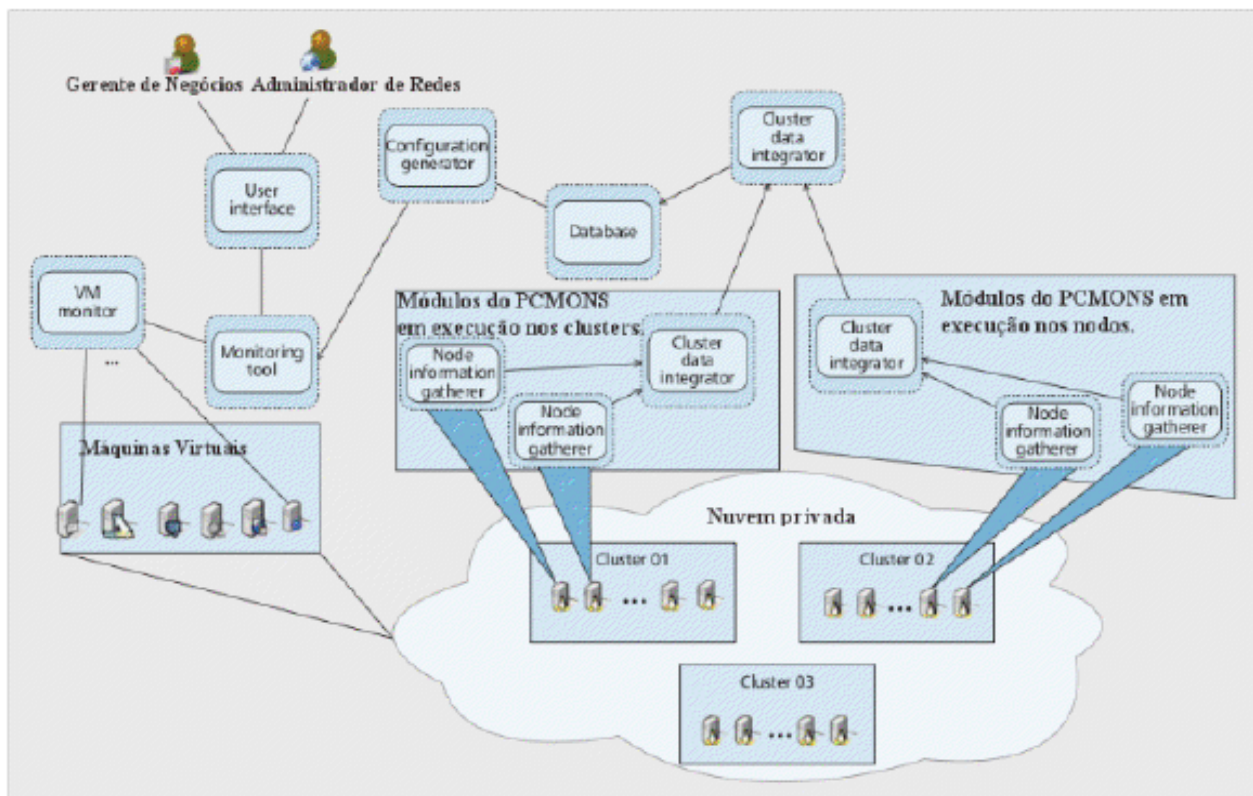 Gerente de Negócios
Administrador de Redes
Configuration
generator
Cluster
data
integrator
User
interface
Database
VM
monitor
...
Monitoring
tool
Módulos do PCMONS
em execução nos clusters.
Node
information
gatherer
Cluster
data
integrator
Node
information
gatherer
Módulos do PCMONS em
execução nos nodos.
Cluster
data
integrator
Node
information
gatherer
Node
information
gatherer
Máquinas Virtuais
Nuvem privada
Cluster 01
...
Cluster 02
...
Cluster 03
...